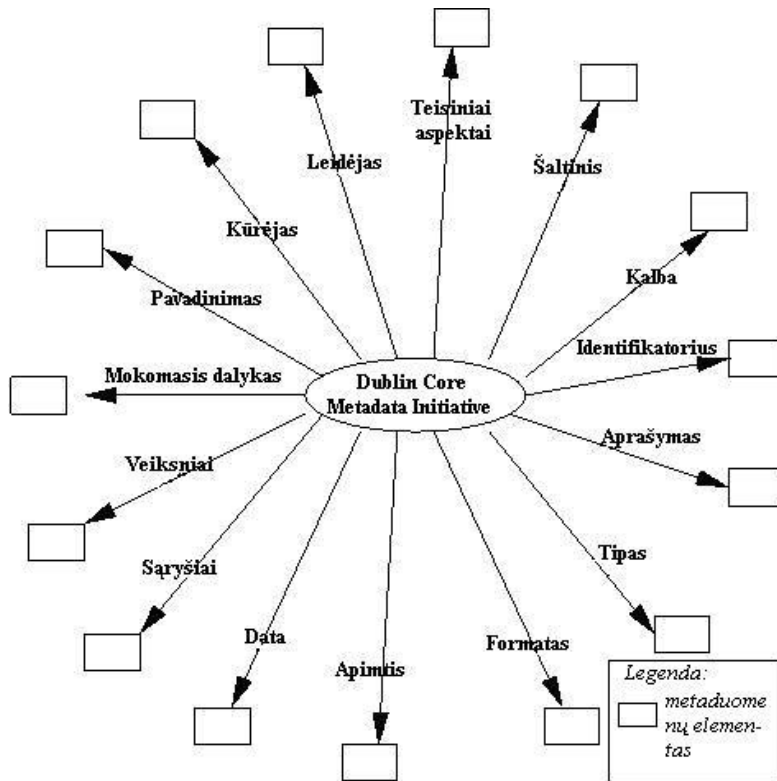 Teisiniai
aspektai
Leidėjas
Šaltinis
Kūrėjas
Kalba
Pavadinimas
Identifikatorius
Mokomasis dalykas
Dublin Core
Metadata Initiative
Aprašymas
Veiksniai
Tipas
Sąryšiai
Data
Formatas
Apimtis
Legenda:
metaduome
nų elemen-
tas